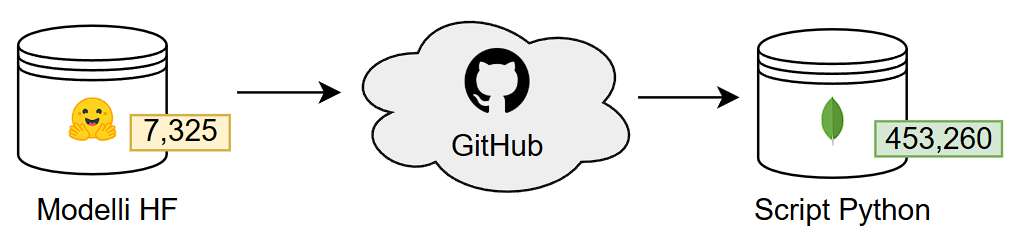 7,325
Modelli HF
GitHub
453,260
Script Python